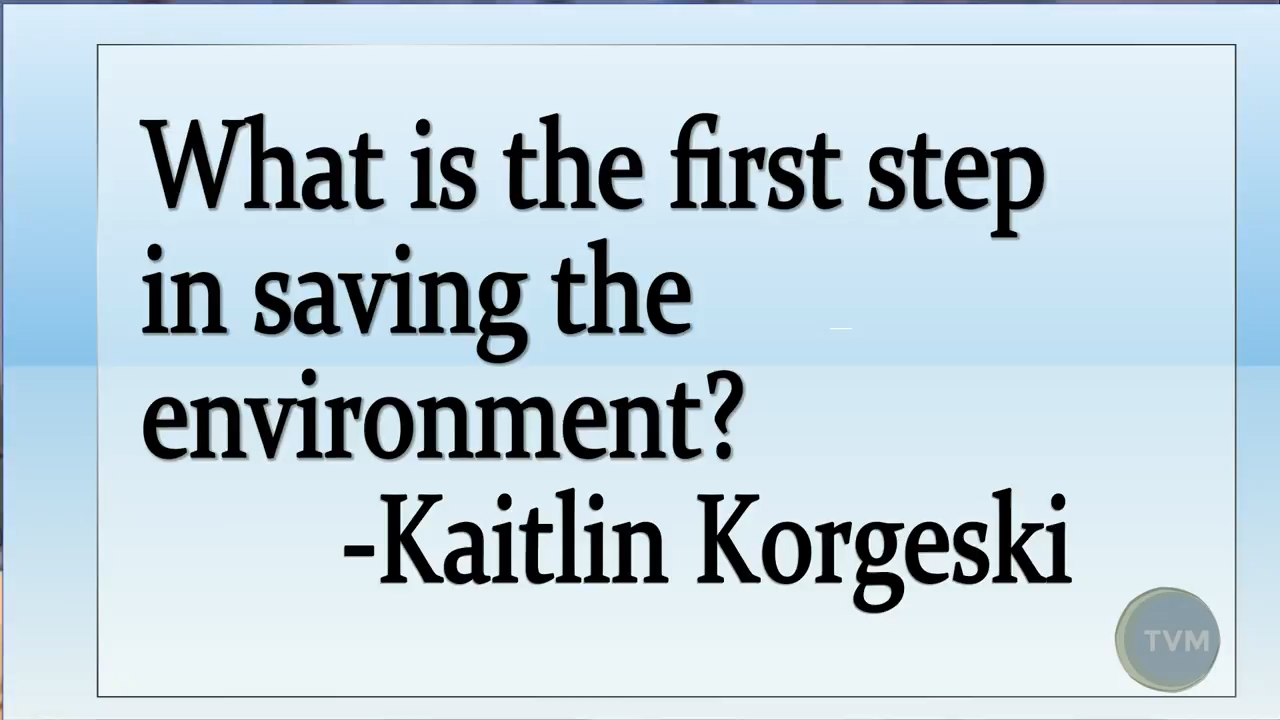 What is the first step
in saving the
environment?
-Kaitlin Korgeski
TVM